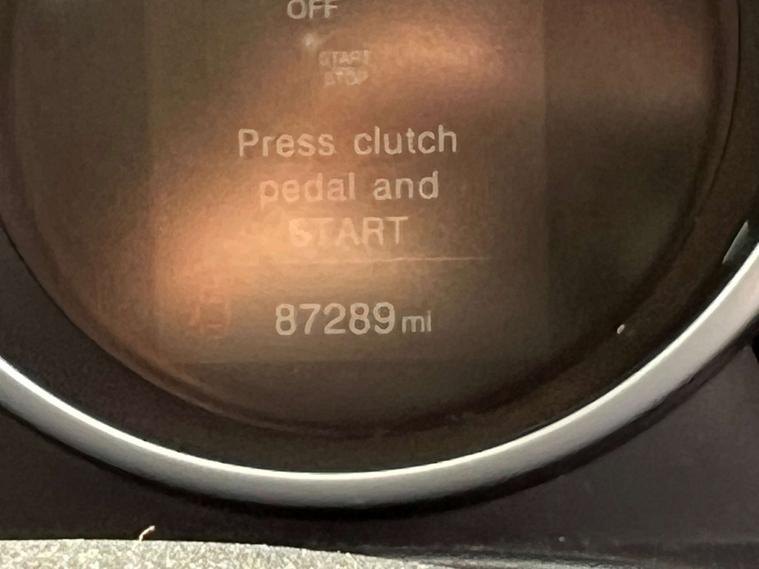 OFF
START
STOP
Press clutch
pedal and
START
87289 mi